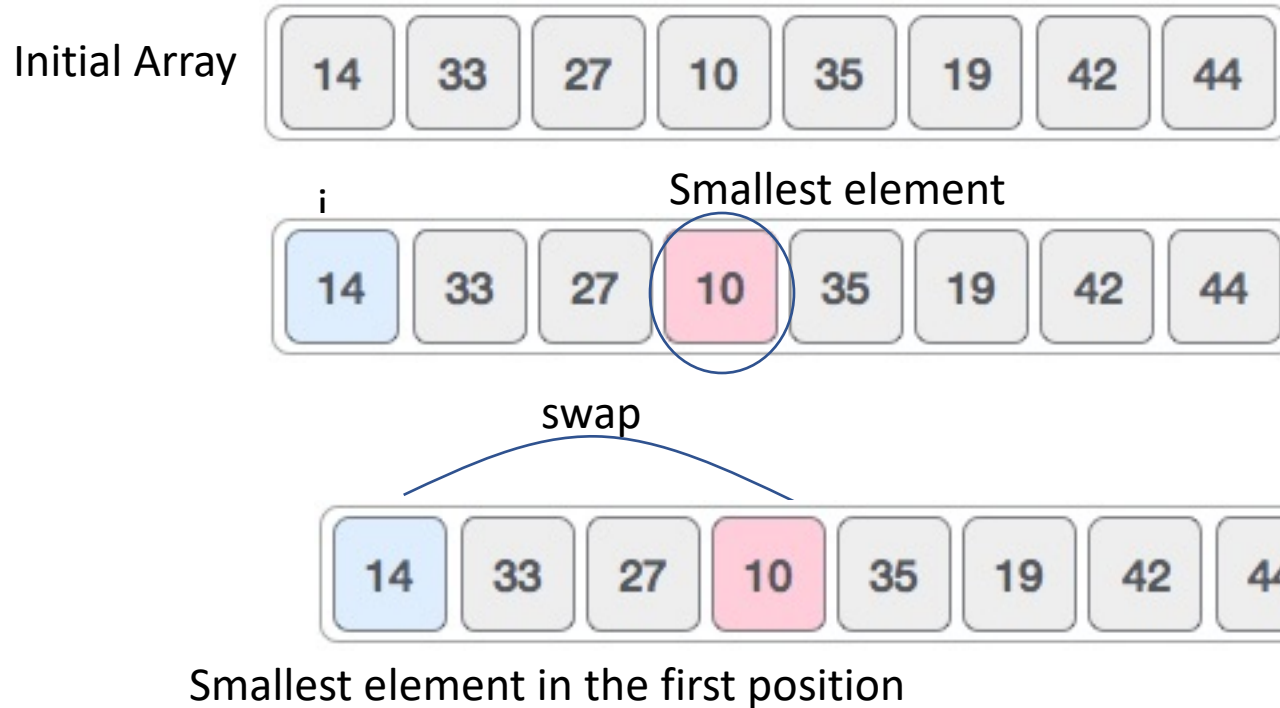 Initial Array 14 33 27 10 35 19 42 44
i Smallest element
14 33 27 10 35 19 42 44
swap
14 33 27 10 35 19 42
Smallest element in the first position